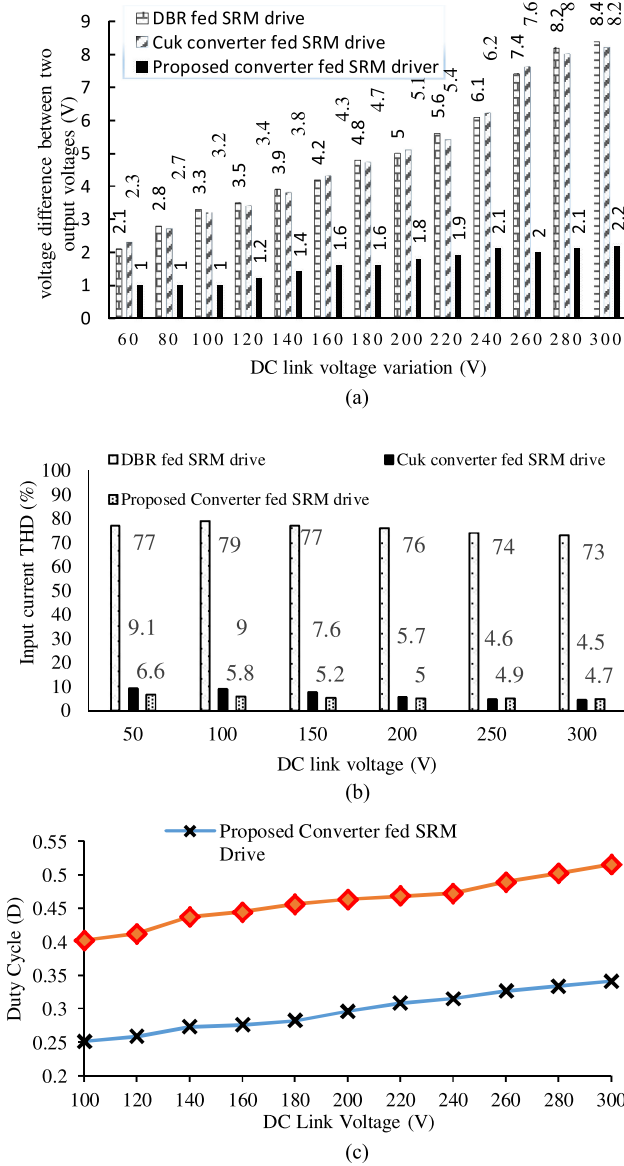 DBR fed SRM drive
Cuk converter fed SRM drive
Proposed converter fed SRM driver
voltage difference between two
output voltages (V)
9
8
7
6
5
4
3
2
1
0
2.1
2.3
1
2.8
2.7
1
3.3
3.2
1
3.5
3.4
1.2
3.9
3.8
1.4
4.2
4.3
1.6
4.8
4.7
1.6
5
5.1
1.8
5.6
5.4
1.9
6.1
6.2
2.1
7.4
7.6
2
8.2
8
2.1
8.4
8.2
2.2
60 80 100 120 140 160 180 200 220 240 260 280 300
DC link voltage variation (V)
(a)
DBR fed SRM drive
Cuk converter fed SRM drive
Proposed Converter fed SRM drive
Input current THD (%)
100
90
80
70
60
50
40
30
20
10
0
77 79 77 76 74 73
9.1 9 7.6 5.7 4.6 4.5
6.6 5.8 5.2 5 4.9 4.7
50 100 150 200 250 300
DC link voltage (V)
(b)
Proposed Converter fed SRM
Drive
Duty Cycle (D)
0.55
0.5
0.45
0.4
0.35
0.3
0.25
0.2
100 120 140 160 180 200 220 240 260 280 300
DC Link Voltage (V)
(c)